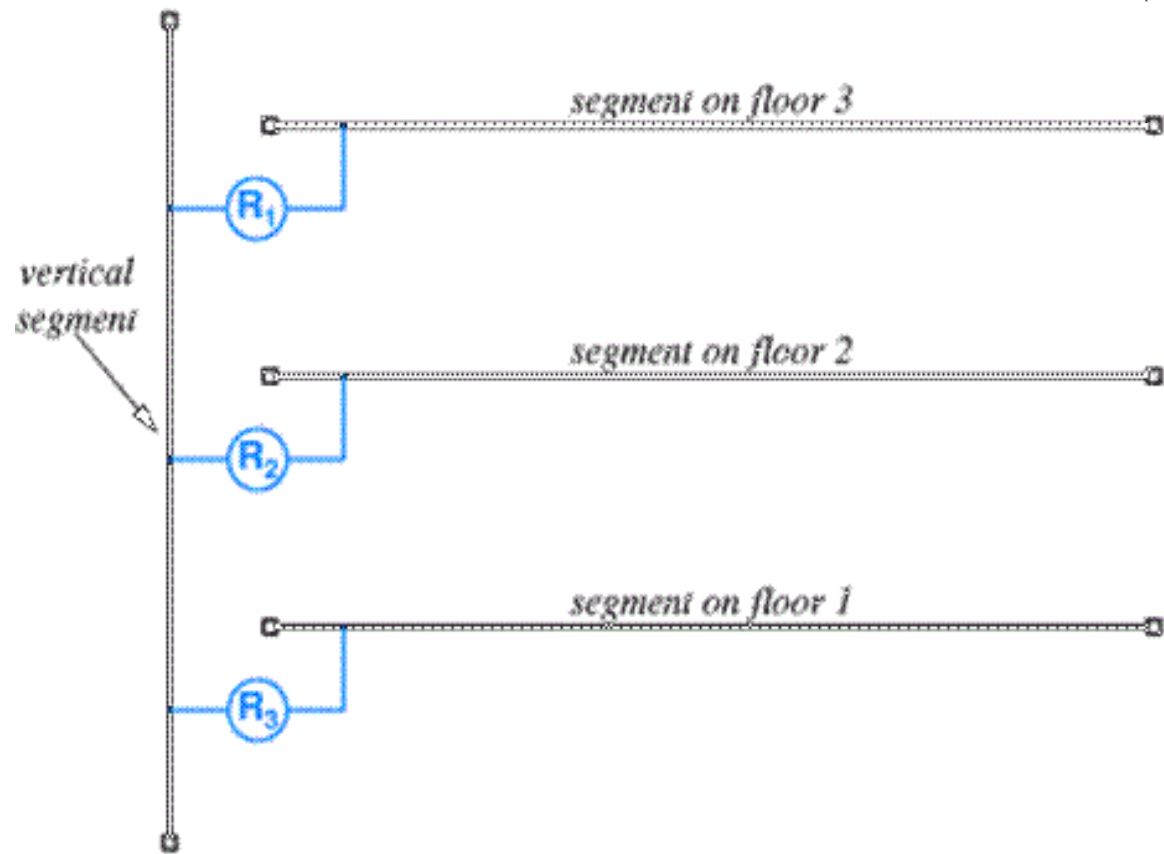 segment on floor 3
R1
vertical
segment
segment on floor 2
R2
segment on floor 1
R3